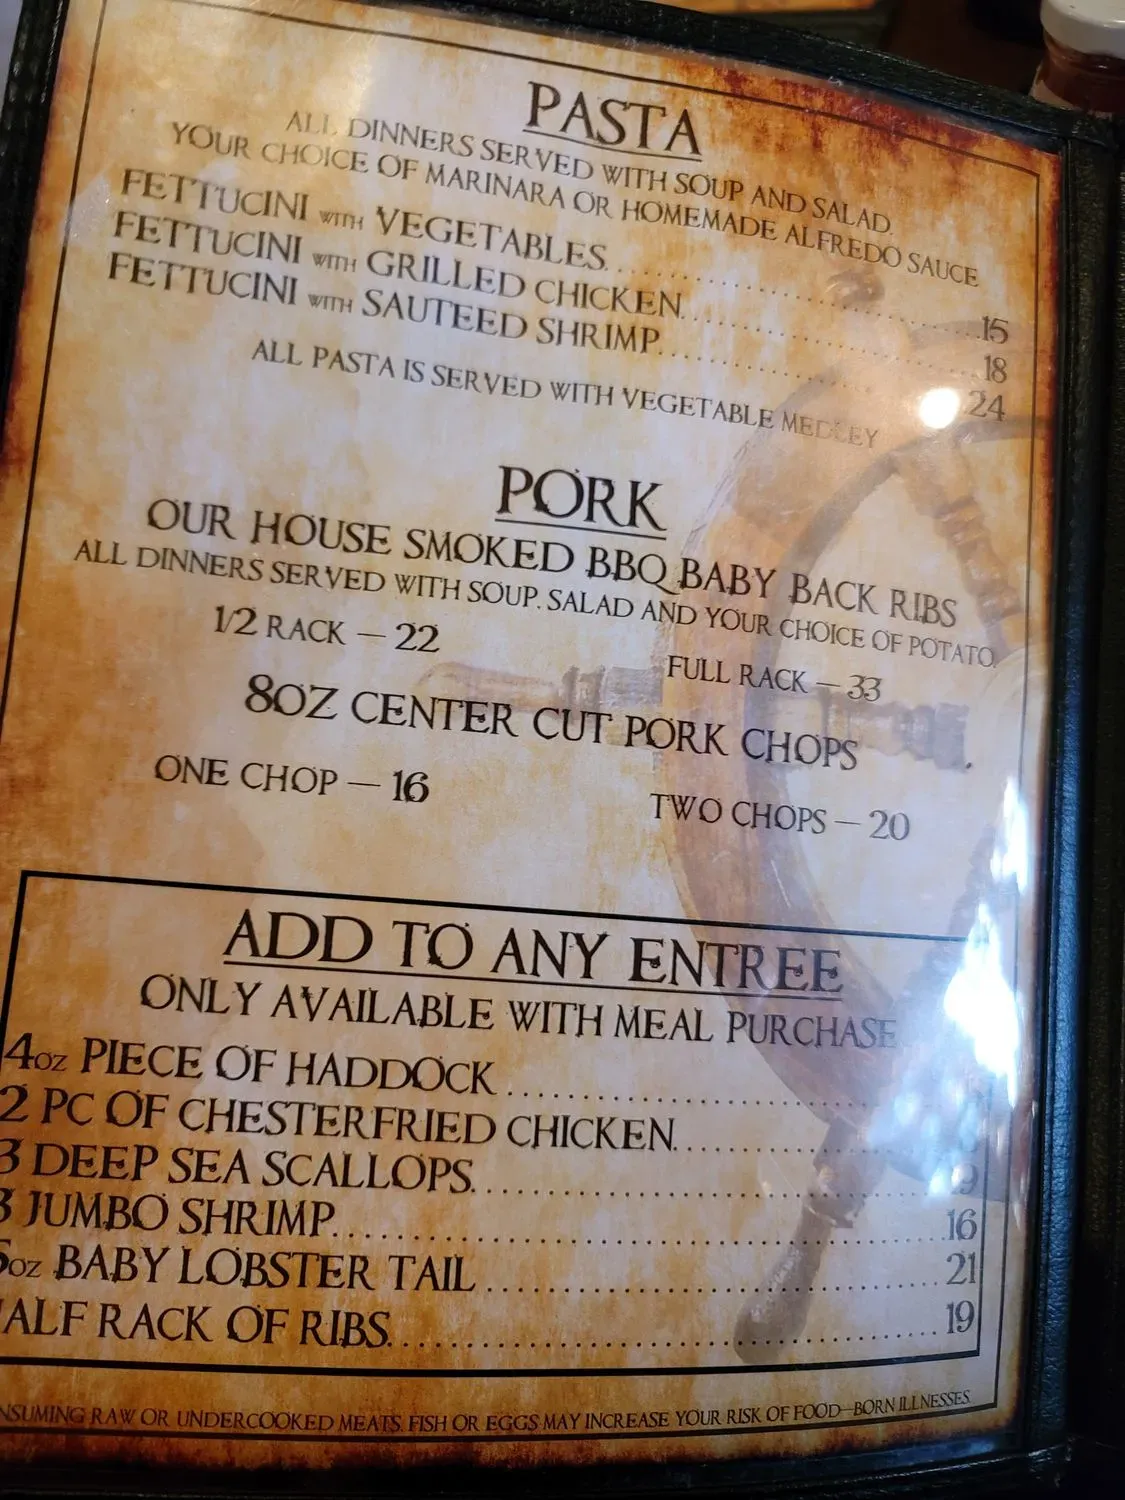 PASTA
ALL DINNERS SERVED WITH SOUP AND SALAD.
YOUR CHOICE OF MARINARA OR HOMEMADE ALFREDO SAUCE
FETTUCINI WITH VEGETABLES..........15
FETTUCINI WITH GRILLED CHICKEN..........18
FETTUCINI WITH SAUTEED SHRIMP..........24
ALL PASTA IS SERVED WITH VEGETABLE MEDLEY
PORK
OUR HOUSE SMOKED BBQ BABY BACK RIBS
ALL DINNERS SERVED WITH SOUP, SALAD AND YOUR CHOICE OF POTATO.
1/2 RACK — 22 FULL RACK — 33
8OZ CENTER CUT PORK CHOPS
ONE CHOP — 16 TWO CHOPS — 20
ADD TO ANY ENTREE
ONLY AVAILABLE WITH MEAL PURCHASE
4OZ PIECE OF HADDOCK..........
2 PC OF CHESTERFRIED CHICKEN..........
3 DEEP SEA SCALLOPS..........
3 JUMBO SHRIMP..........16
BABY LOBSTER TAIL..........21
HALF RACK OF RIBS..........19
RAW OR UNDERCOOKED MEATS, FISH OR EGGS MAY INCREASE YOUR RISK OF FOOD-BORN ILLNESSES.